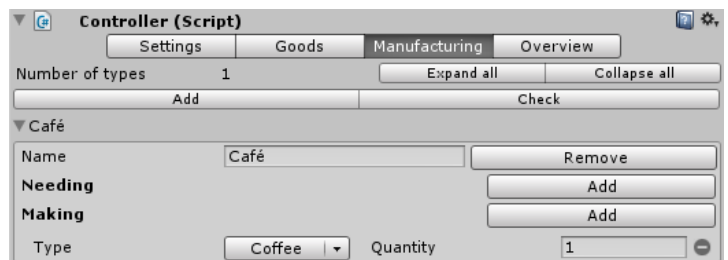 Controller (Script)
Settings Goods Manufacturing Overview
Number of types 1 Expand all Collapse all
Add Check
Café
Name Café Remove
Needing Add
Making Add
Type Coffee Quantity 1